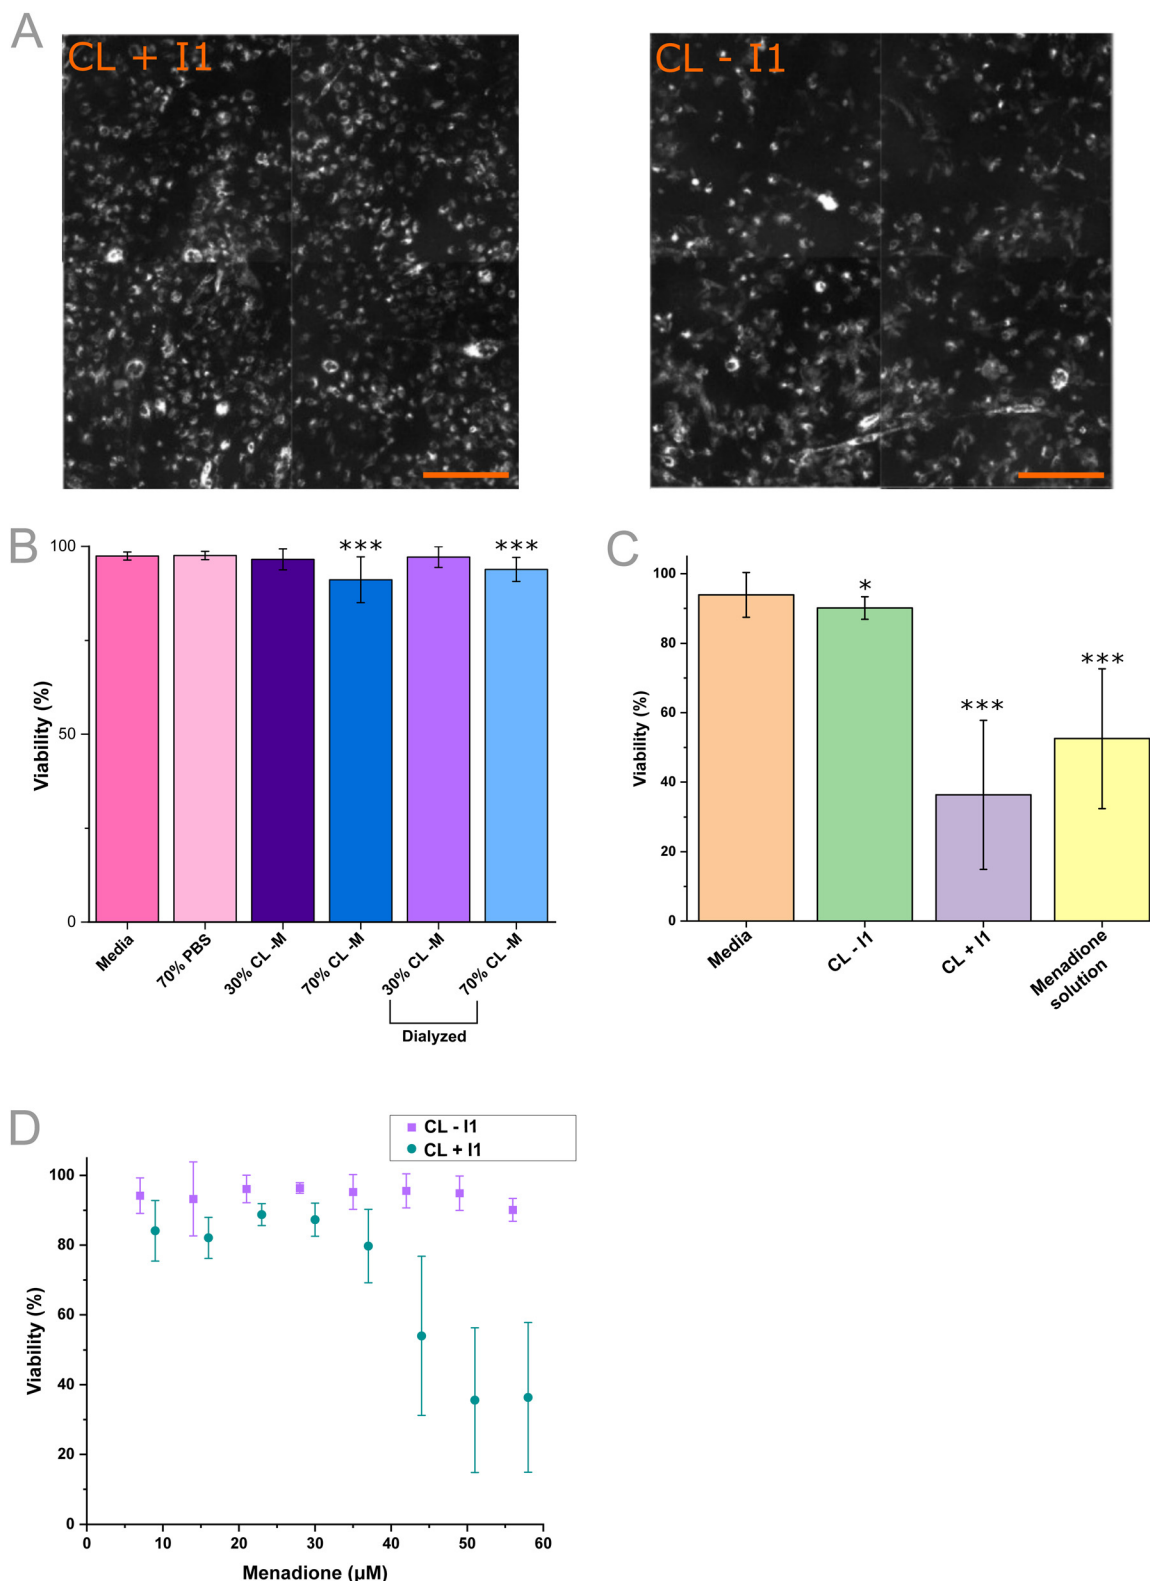 A
CL + I1
CL - I1
B
Viability (%)
100
50
0
***
***
Media
70% PBS
30% CL -M
70% CL -M
30% CL -M
70% CL -M
Dialyzed
C
Viability (%)
100
80
60
40
20
0
*
***
***
Media
CL - I1
CL + I1
Menadione
solution
D
CL - I1
CL + I1
Viability (%)
100
80
60
40
20
0
0
10
20
30
40
50
60
Menadione (µM)